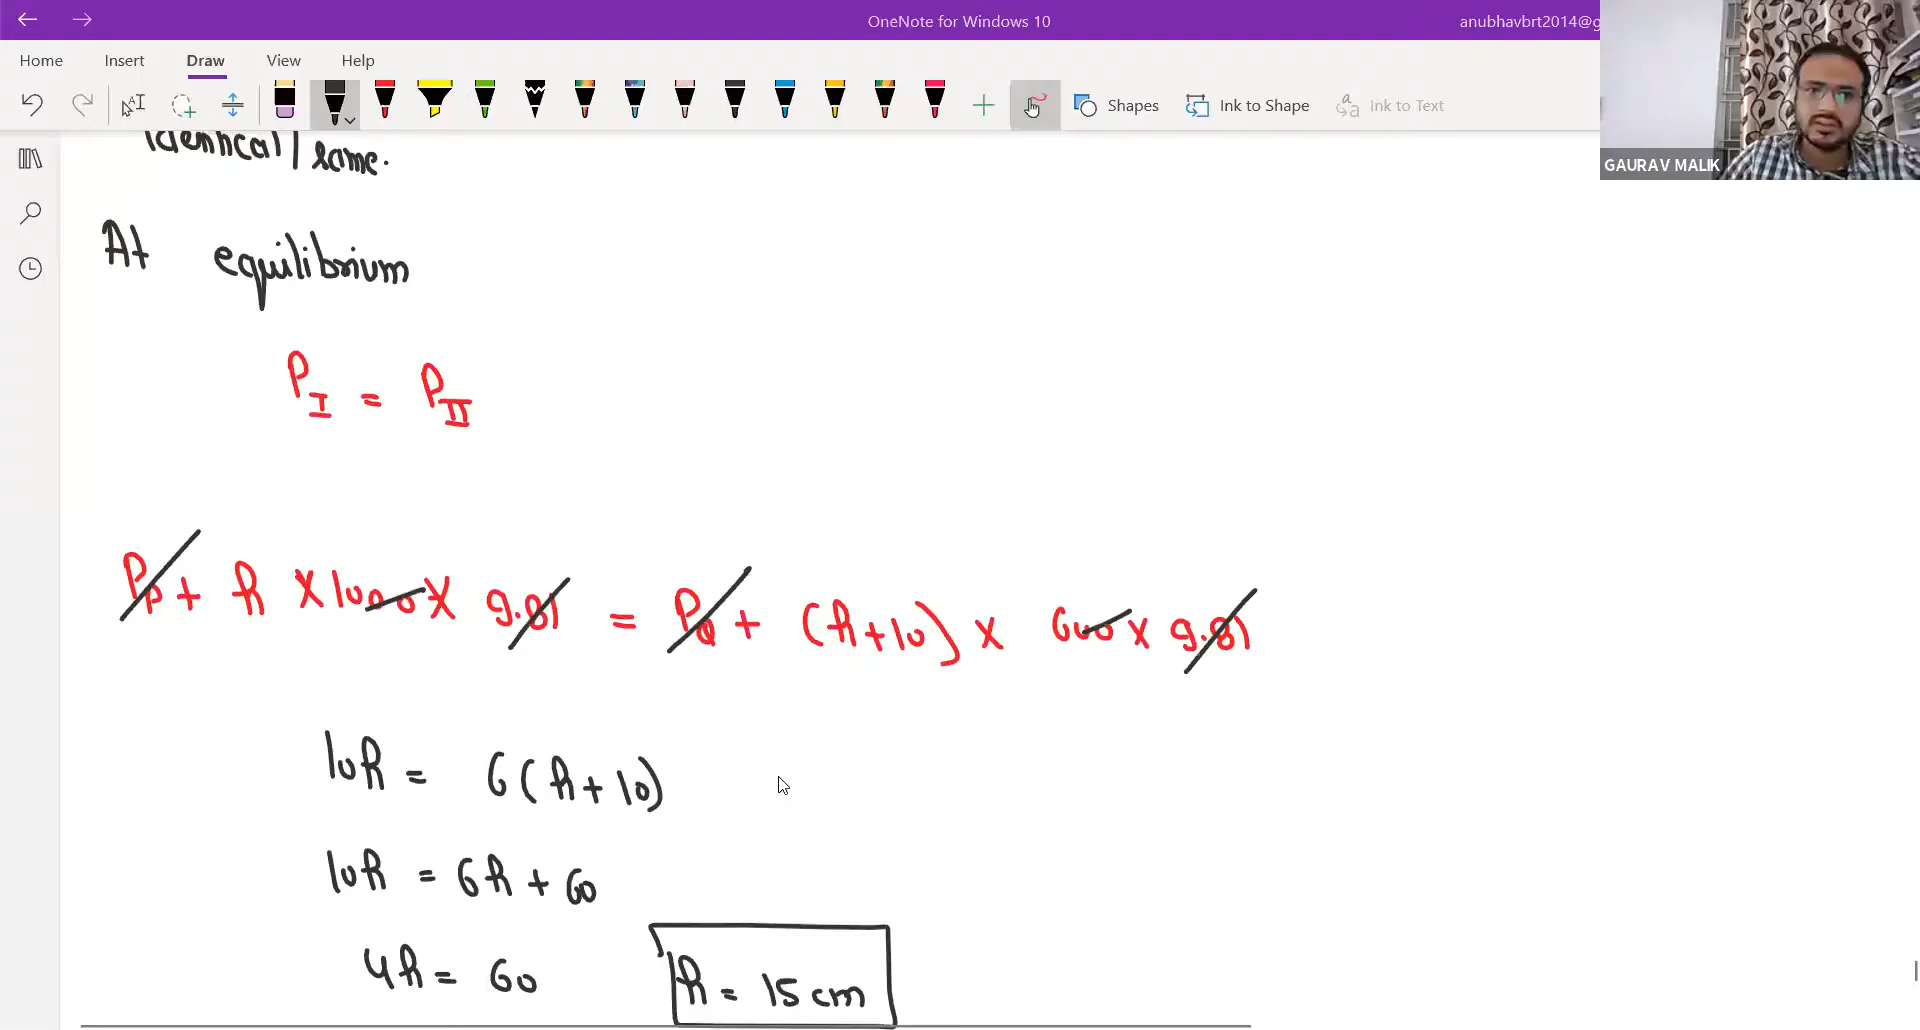 OneNote for Windows 10
anubhavbrt2014@g
Home Insert Draw View Help
Shapes Ink to Shape Ink to Text
GAURAV MALIK
identical / same.
At equilibrium
P_I = P_II
P_P + h × 1000 × 9.81 = P_Q + (h+10) × 600 × 9.81
10h = 6(h+10)
10h = 6h + 60
4h = 60
h = 15 cm